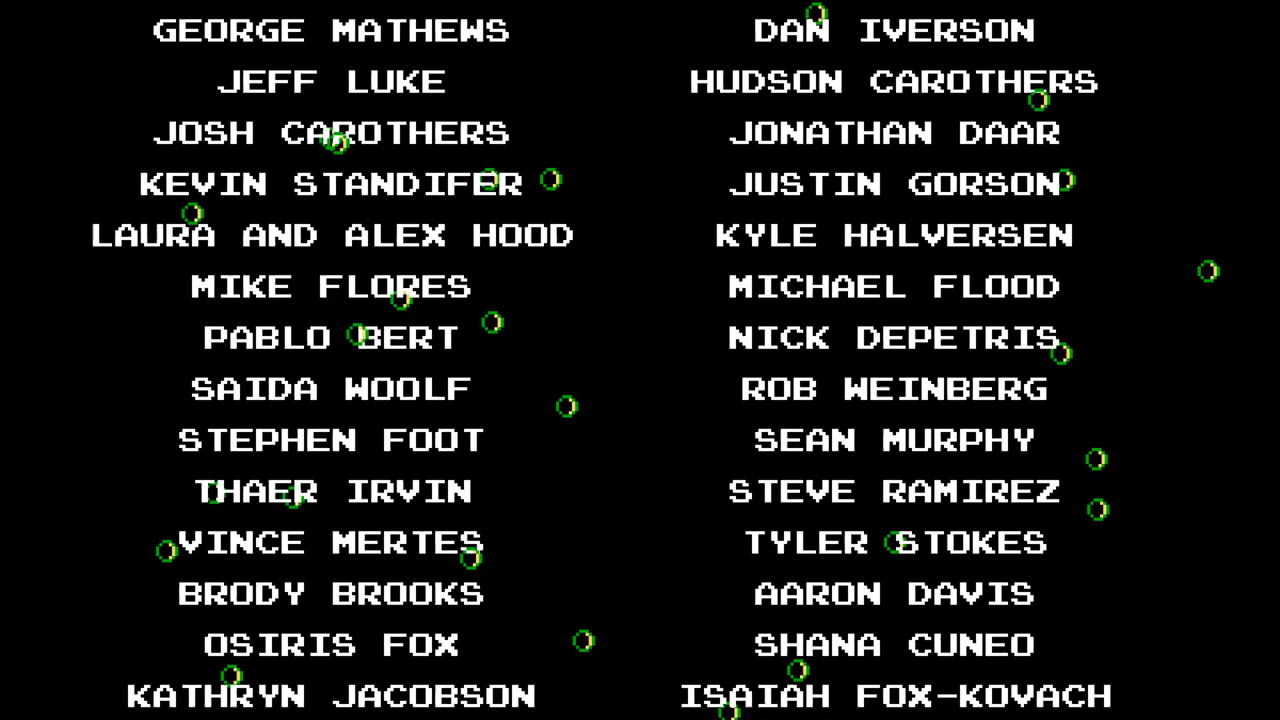 GEORGE MATHEWS
JEFF LUKE
JOSH CAROTHERS
KEVIN STANDIFER
LAURA AND ALEX HOOD
MIKE FLORES
PABLO BERT
SAIDA WOOLF
STEPHEN FOOT
THAER IRVIN
VINCE MERTES
BRODY BROOKS
OSIRIS FOX
KATHRYN JACOBSON
DAN IVERSON
HUDSON CAROTHERS
JONATHAN DAAR
JUSTIN GORSON
KYLE HALVERSEN
MICHAEL FLOOD
NICK DEPETRIS
ROB WEINBERG
SEAN MURPHY
STEVE RAMIREZ
TYLER STOKES
AARON DAVIS
SHANA CUNEO
ISAIAH FOX-KOVACH